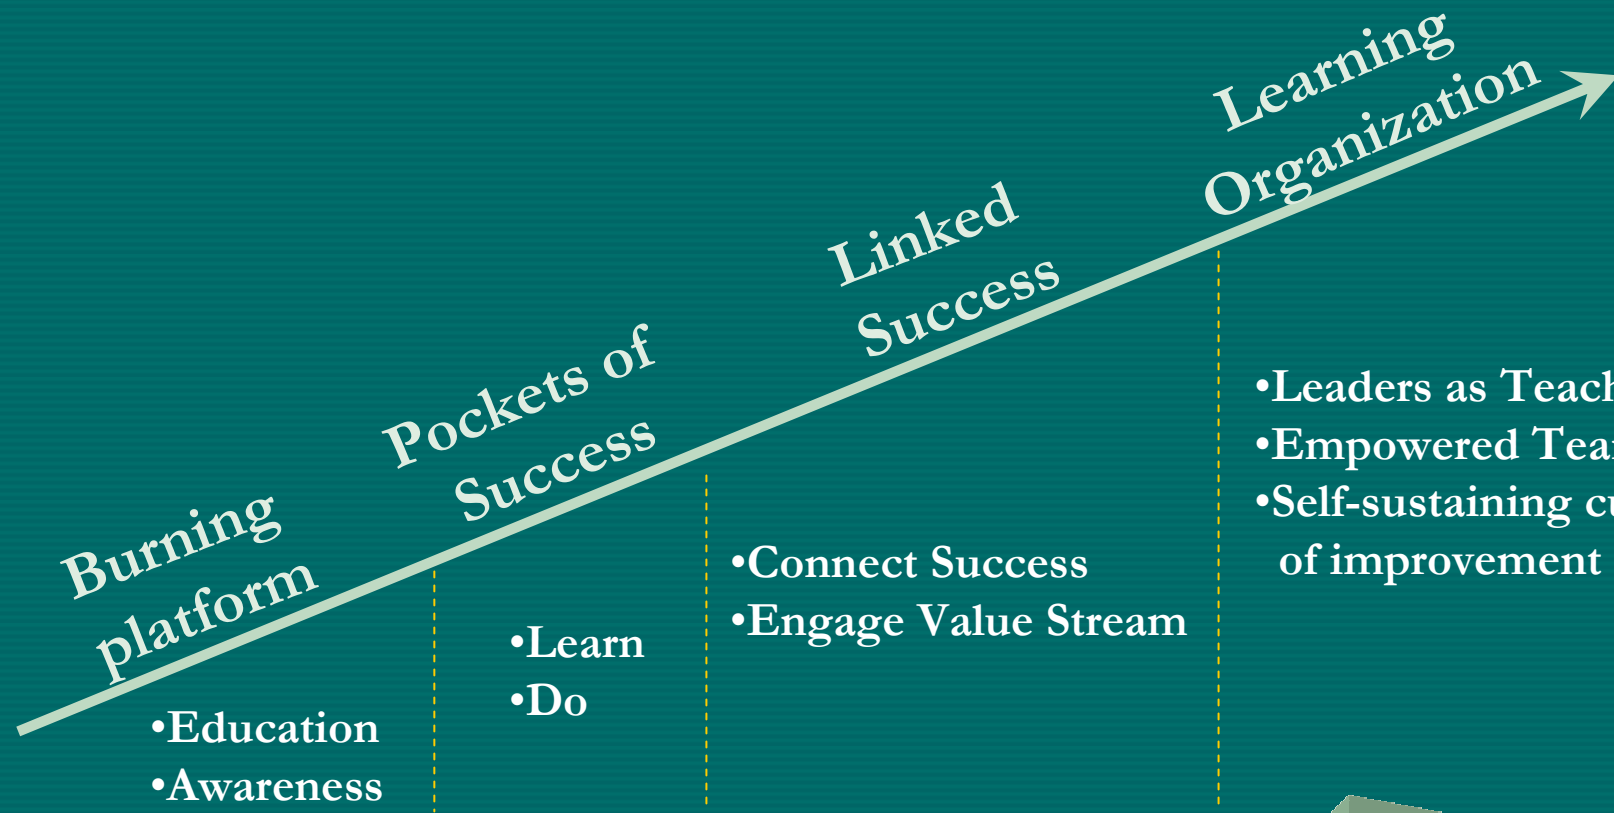 Burning
platform
•Education
•Awareness
Pockets of
Success
•Learn
•Do
Linked
Success
•Connect Success
•Engage Value Stream
Learning
Organization
•Leaders as
•Empowered
•Self-sustaining
of improvement